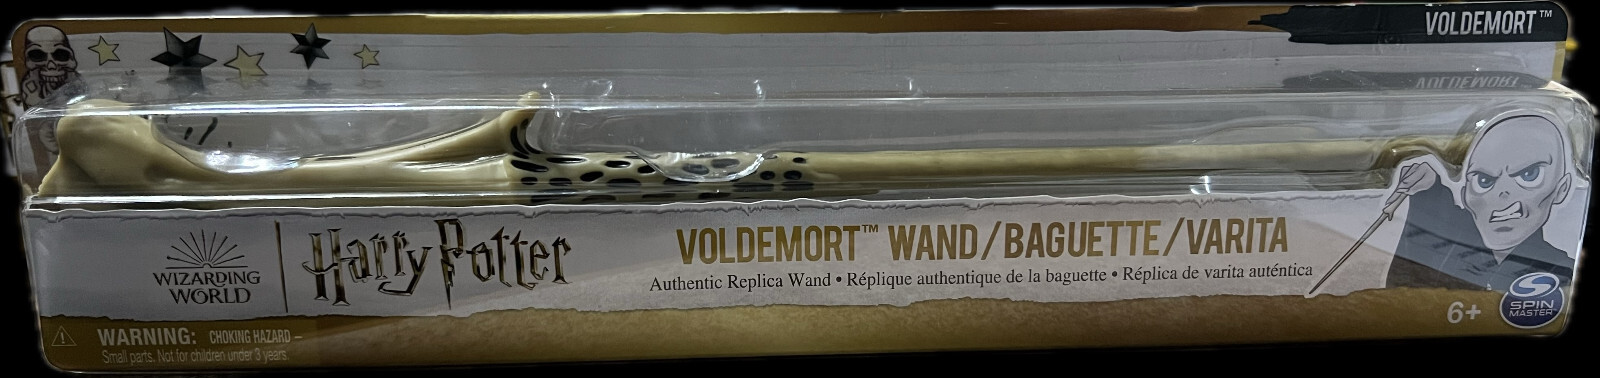 VOLDEMORT™
WIZARDING
WORLD
Harry Potter
VOLDEMORT™ WAND/BAGUETTE/VARITA
Authentic Replica Wand • Réplique authentique de la baguette • Réplica de varita auténtica
WARNING: CHOKING HAZARD –
Small parts. Not for children under 3 years.
6+
SPIN
MASTER